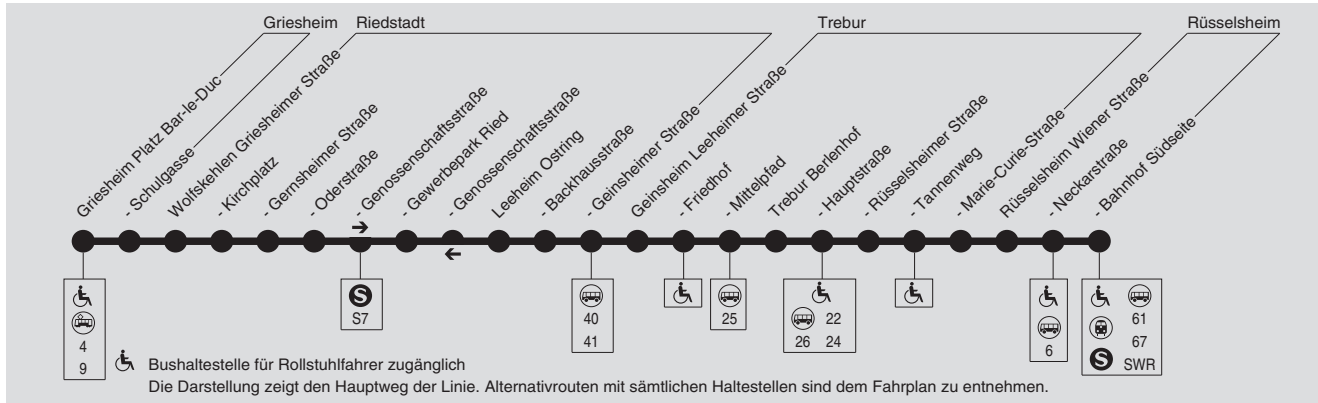 Griesheim Riedstadt Trebur Rüsselsheim
Griesheim Platz Bar-le-Duc
- Schulgasse
Wolfskehlen Griesheimer Straße
- Kirchplatz
- Gernsheimer Straße
- Oderstraße
- Genossenschaftsstraße
- Gewerbepark Ried
- Genossenschaftsstraße
Leeheim Ostring
- Backhausstraße
- Geinsheimer Straße
Geinsheim Leeheimer Straße
- Friedhof
- Mittelpfad
Trebur Berlenhof
- Hauptstraße
- Rüsselsheimer Straße
- Tannenweg
- Marie-Curie-Straße
Rüsselsheim Wiener Straße
- Neckarstraße
- Bahnhof Südseite
4
9
S
S7
40
41
25
22
26 24
6
61
67
S SWR
Bushaltestelle für Rollstuhlfahrer zugänglich
Die Darstellung zeigt den Hauptweg der Linie. Alternativrouten mit sämtlichen Haltestellen sind dem Fahrplan zu entnehmen.